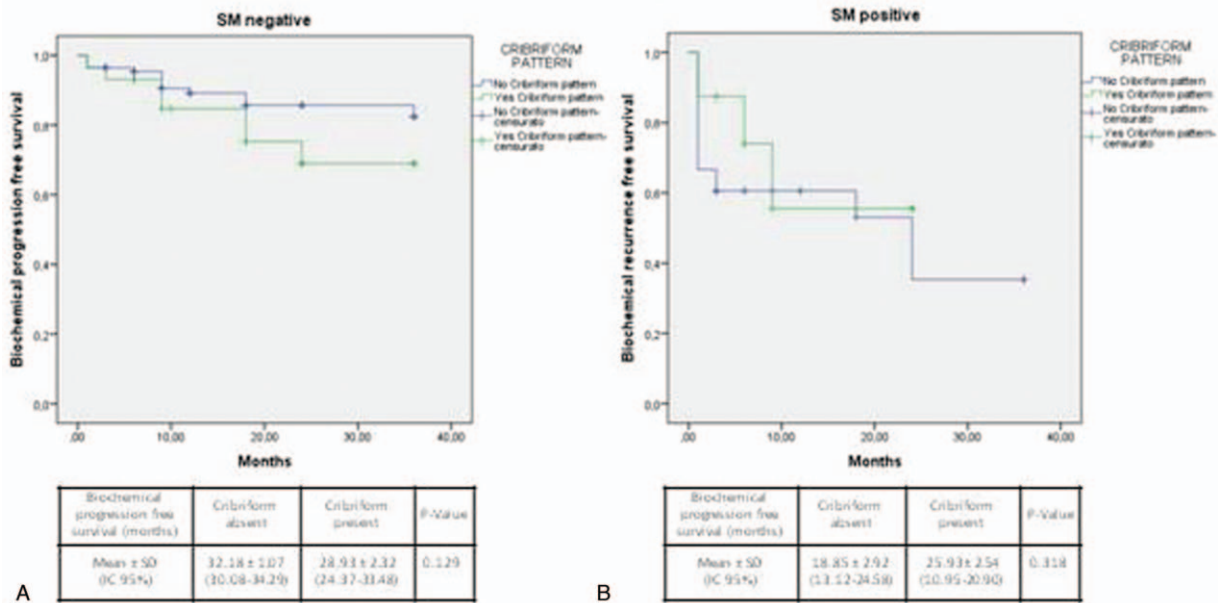 SM negative
Biochemical progression free survival
1,0
0,8
0,6
0,4
0,2
0,0
,00
10,00
20,00
30,00
40,00
Months
CRIBRIFORM
PATTERN
No Cribriform pattern
Yes Cribriform pattern
No Cribriform pattern-
censurato
Yes Cribriform pattern-
censurato
Biochemical
progression free
survival (months)
Cribriform
absent
Cribriform
present
P-Value
Mean ± SD
(IC 95%)
32.18 ± 1.07
(30.08-34.29)
28.93 ± 2.32
(24.37-33.48)
0.129
A
SM positive
Biochemical recurrence free survival
1,0
0,8
0,6
0,4
0,2
0,0
,00
10,00
20,00
30,00
40,00
Months
CRIBRIFORM
PATTERN
No Cribriform pattern
Yes Cribriform pattern
No Cribriform pattern-
censurato
Yes Cribriform pattern-
censurato
Biochemical
progression free
survival (months)
Cribriform
absent
Cribriform
present
P-Value
Mean ± SD
(IC 95%)
18.85 ± 2.92
(13.12-24.58)
25.93 ± 2.54
(10.95-20.90)
0.318
B